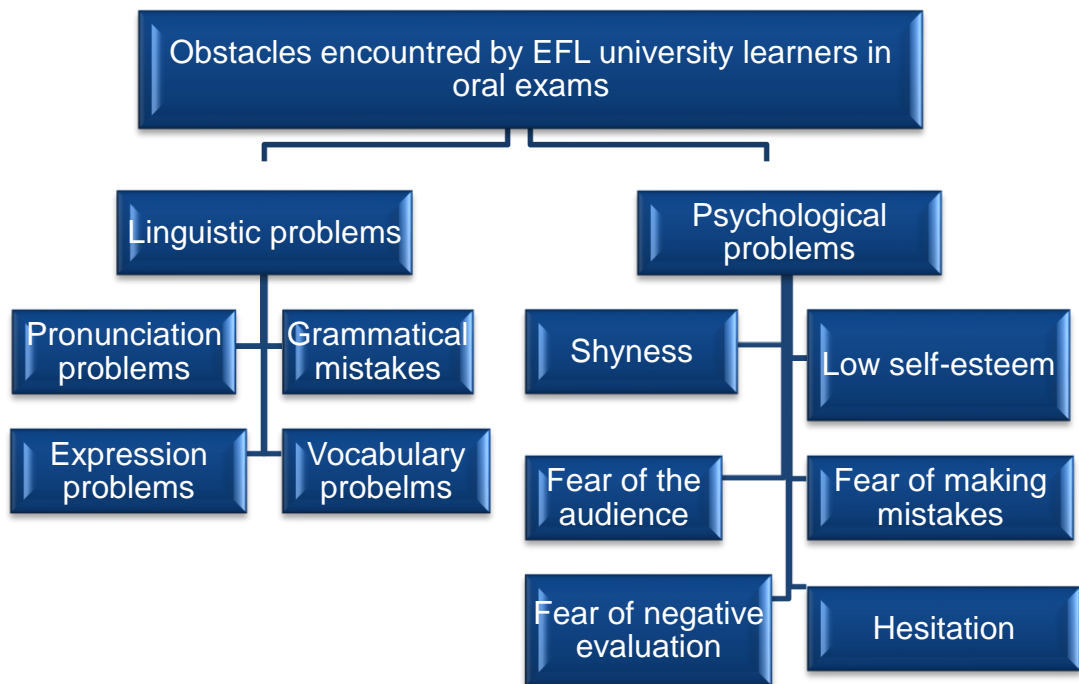 Obstacles encountred by EFL university learners in
oral exams
Linguistic problems
Psychological
problems
Pronunciation
problems
Grammatical
mistakes
Expression
problems
Vocabulary
probelms
Shyness
Low self-esteem
Fear of the
audience
Fear of making
mistakes
Fear of negative
evaluation
Hesitation